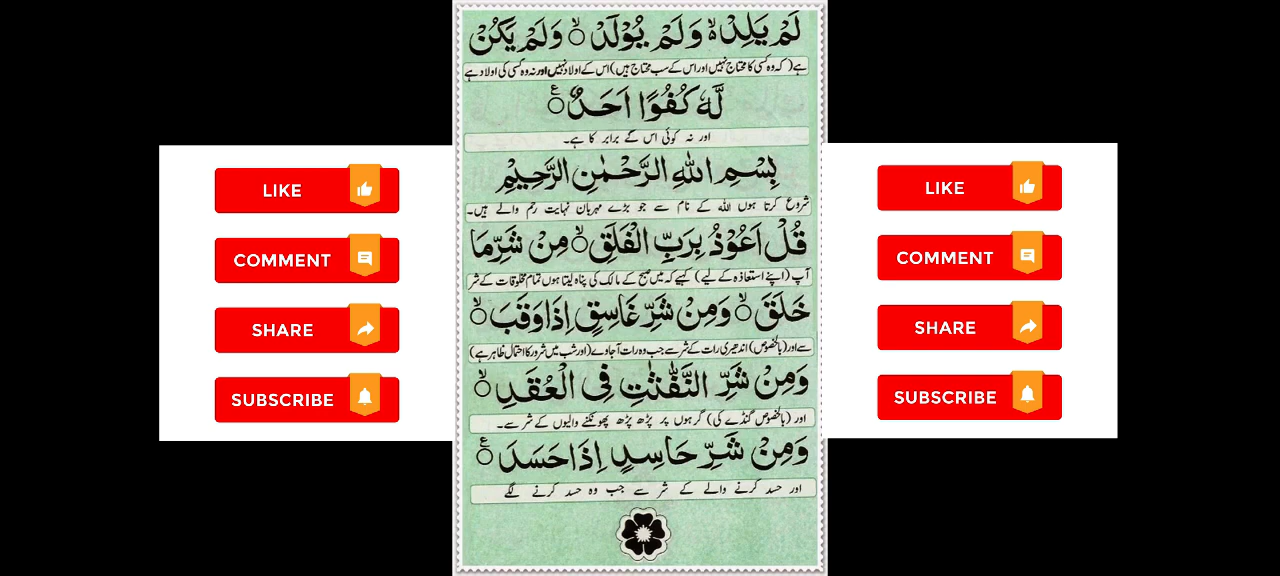 لَمْ يَلِدْ ۙ وَلَمْ يُوْلَدْ ۙ وَلَمْ يَكُنْ
ہے( کہ وہ کسی کا محتاج نہیں اور اس کے سب محتاج ہیں) اس کے اولاد نہیں اور نہ وہ کسی کی اولاد ہے
لَّهٗ كُفُوًا اَحَدٌ ۧ
اور نہ کوئی اس کے برابر کا ہے۔
بِسْمِ اللّٰهِ الرَّحْمٰنِ الرَّحِيْمِ
شروع کرتا ہوں اللہ کے نام سے جو بڑے مہربان نہایت رحم والے ہیں۔
قُلْ اَعُوْذُ بِرَبِّ الْفَلَقِ ۙ مِنْ شَرِّ مَا
آپ (اپنے استعاذہ کے لیے) کہیے کہ میں صبح کے مالک کی پناہ لیتا ہوں تمام مخلوقات کے شر
خَلَقَ ۙ وَمِنْ شَرِّ غَاسِقٍ اِذَا وَقَبَ ۙ
سے اور (بالخصوص) اندھیری رات کے شر سے جب وہ رات آجاوے (اور شب میں شرور کا احتمال ظاہر ہے)
وَمِنْ شَرِّ النَّفّٰثٰتِ فِى الْعُقَدِ ۙ
اور (بالخصوص گنڈے کی) گرہوں پر پڑھ پڑھ پھونکنے والیوں کے شر سے۔
وَمِنْ شَرِّ حَاسِدٍ اِذَا حَسَدَ ۧ
اور حسد کرنے والے کے شر سے جب وہ حسد کرنے لگے
LIKE
COMMENT
SHARE
SUBSCRIBE
LIKE
COMMENT
SHARE
SUBSCRIBE